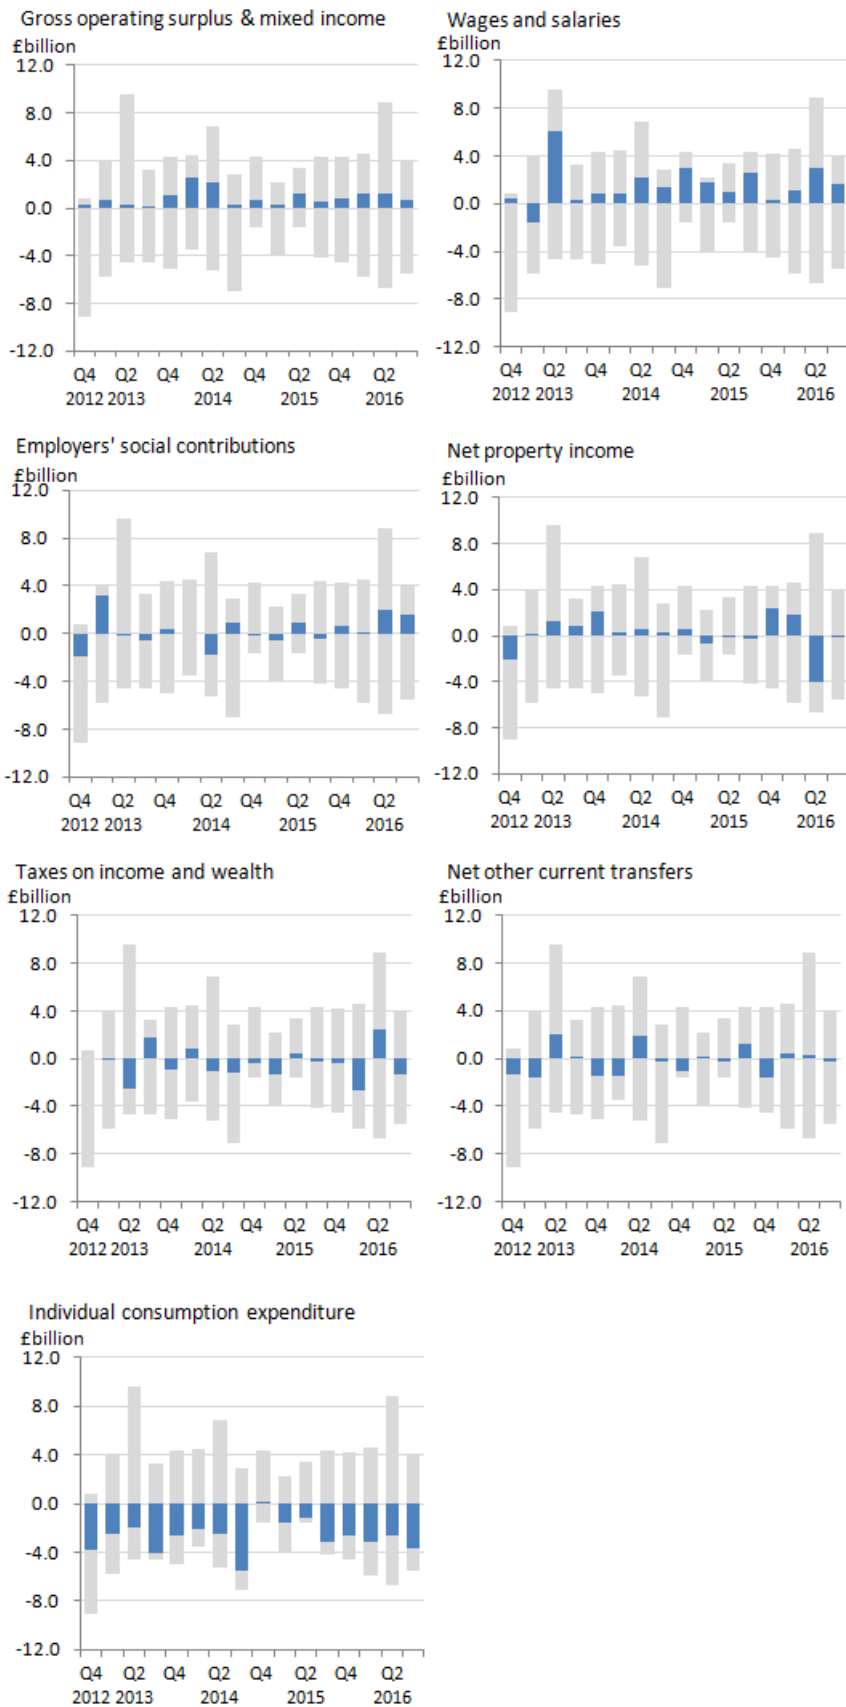 Gross operating surplus & mixed income
£billion
12.0
8.0
4.0
0.0
-4.0
-8.0
-12.0
Q4 Q2 Q4 Q2 Q4 Q2 Q4 Q2
2012 2013 2014 2015 2016
Wages and salaries
£billion
12.0
8.0
4.0
0.0
-4.0
-8.0
-12.0
Q4 Q2 Q4 Q2 Q4 Q2 Q4 Q2
2012 2013 2014 2015 2016
Employers' social contributions
£billion
12.0
8.0
4.0
0.0
-4.0
-8.0
-12.0
Q4 Q2 Q4 Q2 Q4 Q2 Q4 Q2
2012 2013 2014 2015 2016
Net property income
£billion
12.0
8.0
4.0
0.0
-4.0
-8.0
-12.0
Q4 Q2 Q4 Q2 Q4 Q2 Q4 Q2
2012 2013 2014 2015 2016
Taxes on income and wealth
£billion
12.0
8.0
4.0
0.0
-4.0
-8.0
-12.0
Q4 Q2 Q4 Q2 Q4 Q2 Q4 Q2
2012 2013 2014 2015 2016
Net other current transfers
£billion
12.0
8.0
4.0
0.0
-4.0
-8.0
-12.0
Q4 Q2 Q4 Q2 Q4 Q2 Q4 Q2
2012 2013 2014 2015 2016
Individual consumption expenditure
£billion
12.0
8.0
4.0
0.0
-4.0
-8.0
-12.0
Q4 Q2 Q4 Q2 Q4 Q2 Q4 Q2
2012 2013 2014 2015 2016